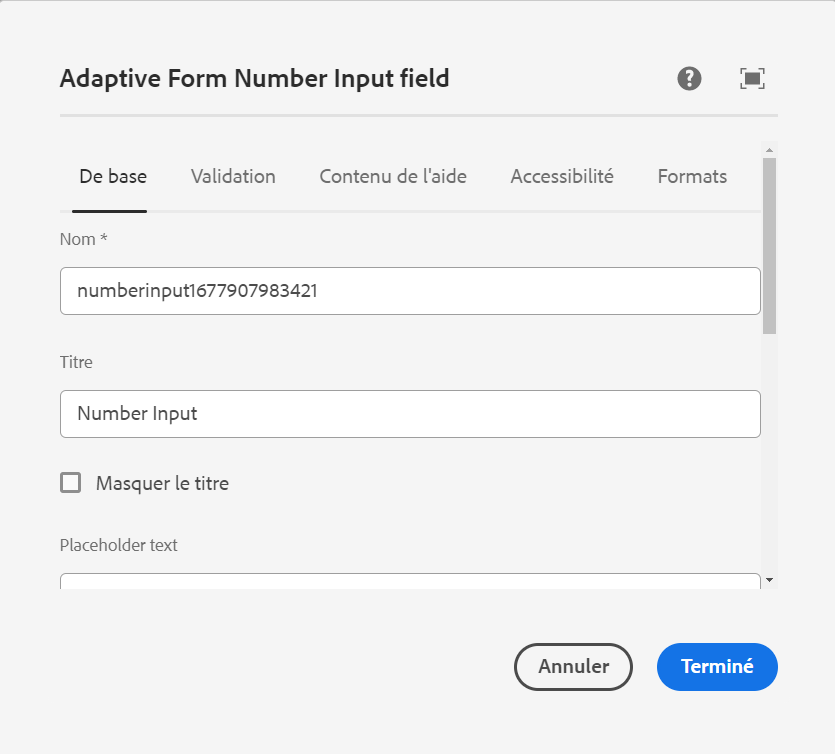 Adaptive Form Number Input field
De base Validation Contenu de l'aide Accessibilité Formats
Nom *
numberinput1677907983421
Titre
Number Input
Masquer le titre
Placeholder text
Annuler Terminé